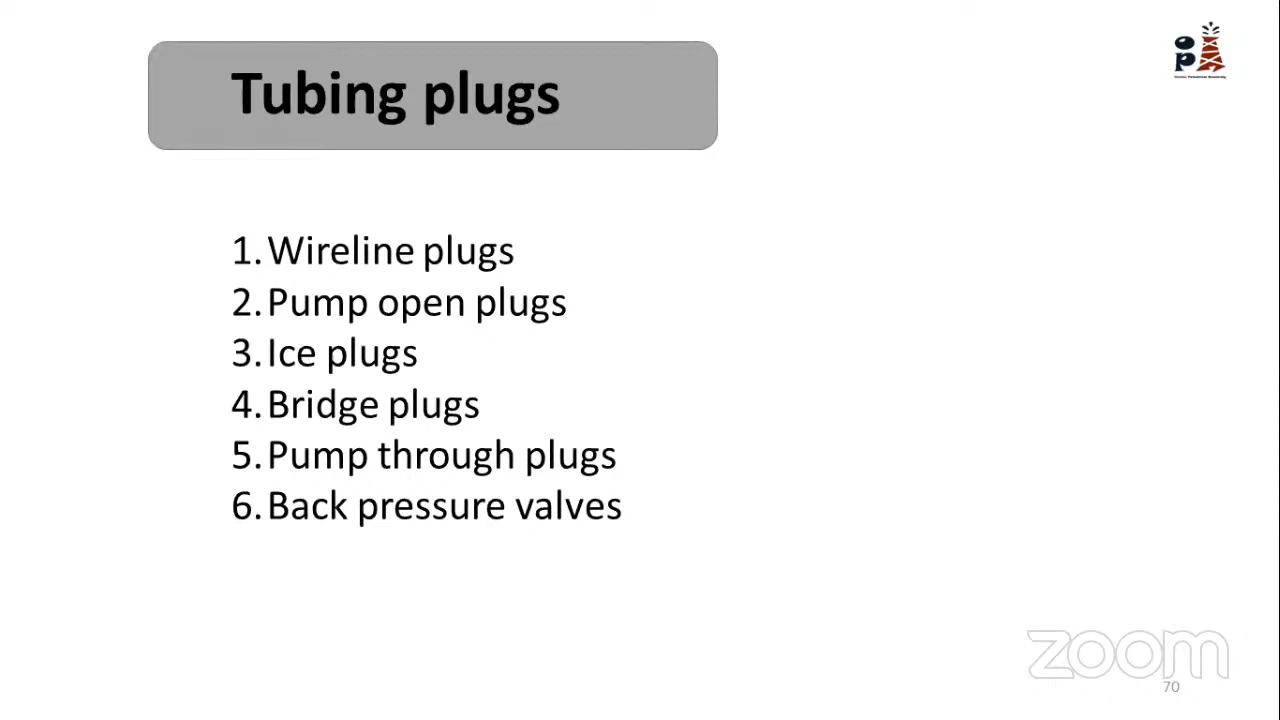 Tubing plugs
1. Wireline plugs
2. Pump open plugs
3. Ice plugs
4. Bridge plugs
5. Pump through plugs
6. Back pressure valves
zoom
70